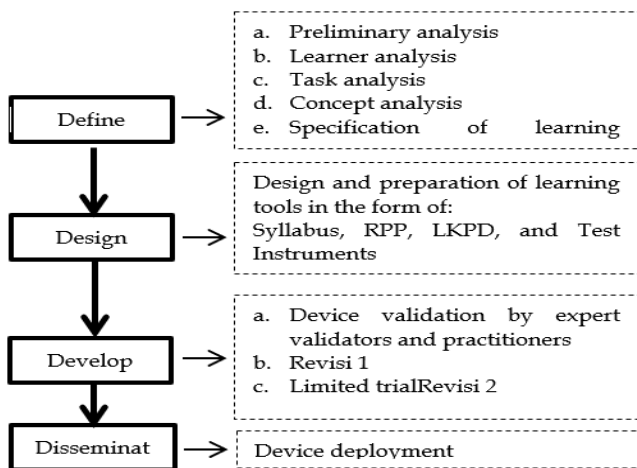 Define
a. Preliminary analysis
b. Learner analysis
c. Task analysis
d. Concept analysis
e. Specification of learning
Design
Design and preparation of learning
tools in the form of:
Syllabus, RPP, LKPD, and Test
Instruments
Develop
a. Device validation by expert
validators and practitioners
b. Revisi 1
c. Limited trialRevisi 2
Disseminat
Device deployment